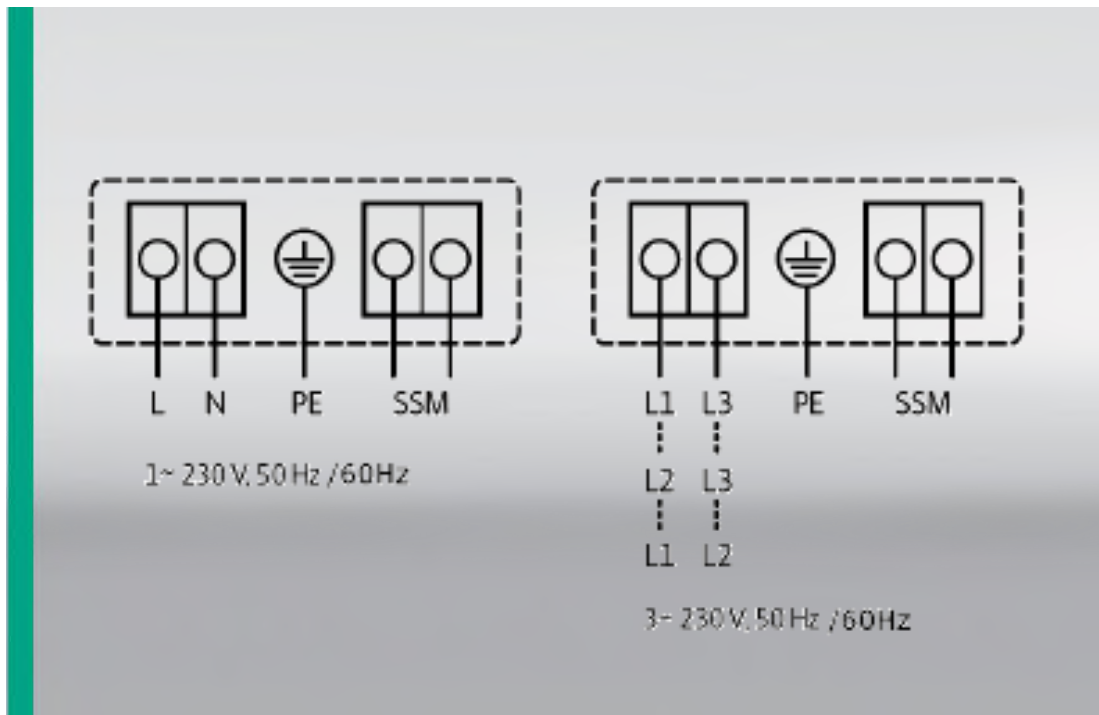 L N PE SSM
1~ 230 V, 50 Hz /60Hz
L1 L3 PE SSM
L2 L3
L1 L2
3~ 230 V, 50 Hz /60Hz